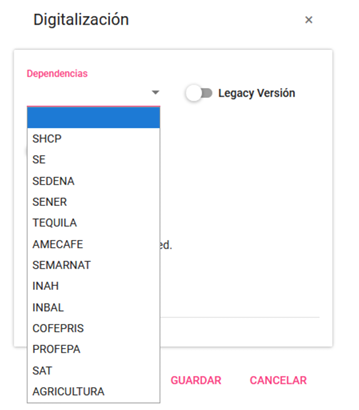 Digitalización
×
Dependencias
Legacy Versión
SHCP
SE
SEDENA
SENER
TEQUILA
AMECAFE
ed.
SEMARNAT
INAH
INBAL
COFEPRIS
PROFEPA
SAT
AGRICULTURA
GUARDAR CANCELAR